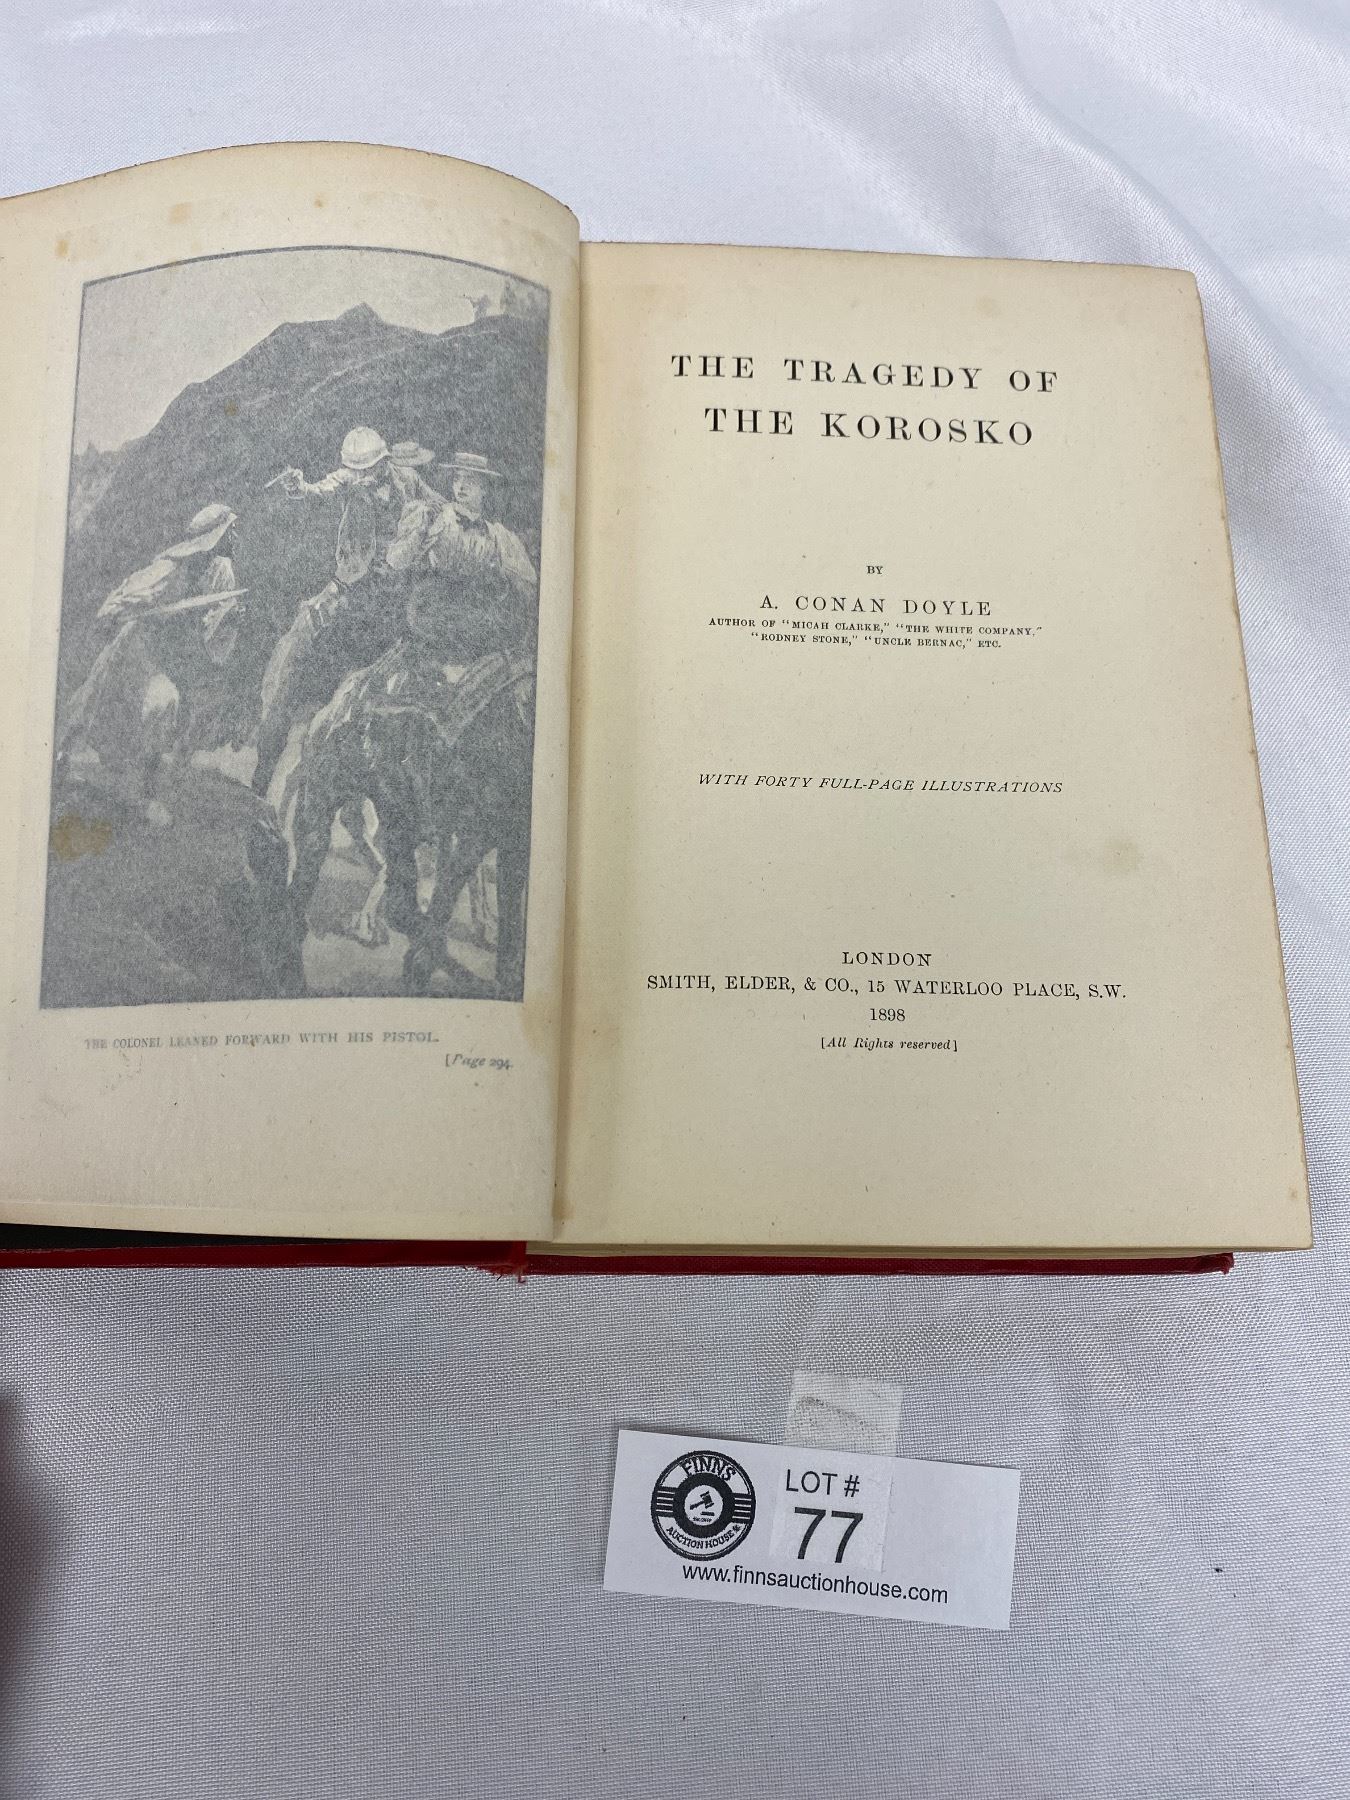 THE COLONEL LEANED FORWARD WITH HIS PISTOL.
[Page 294.
THE TRAGEDY OF
THE KOROSKO
BY
A. CONAN DOYLE
AUTHOR OF "MICAH CLARKE," "THE WHITE COMPANY,"
"RODNEY STONE," "UNCLE BERNAC," ETC.
WITH FORTY FULL-PAGE ILLUSTRATIONS
LONDON
SMITH, ELDER, & CO., 15 WATERLOO PLACE, S.W.
1898
[All Rights reserved]
FINNS
AUCTION HOUSE
LOT #
77
www.finnsauctionhouse.com